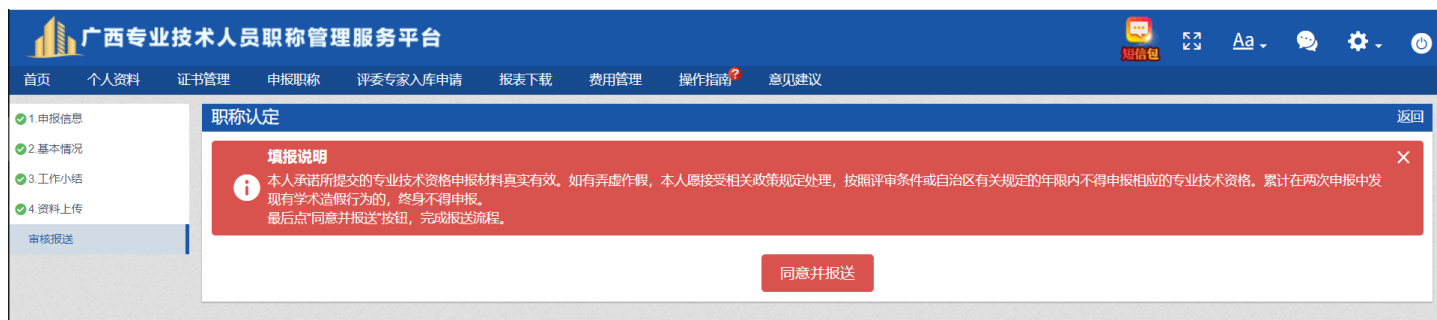 广西专业技术人员职称管理服务平台
短信包
Aa
首页 个人资料 证书管理 申报职称 评委专家入库申请 报表下载 费用管理 操作指南? 意见建议
1.申报信息
2.基本情况
3.工作小结
4.资料上传
审核报送
职称认定 返回
填报说明
本人承诺所提交的专业技术资格申报材料真实有效。如有弄虚作假，本人愿接受相关政策规定处理，按照评审条件或自治区有关规定的年限内不得申报相应的专业技术资格。累计在两次申报中发
现有学术造假行为的，终身不得申报。
最后点"同意并报送"按钮，完成报送流程。
同意并报送